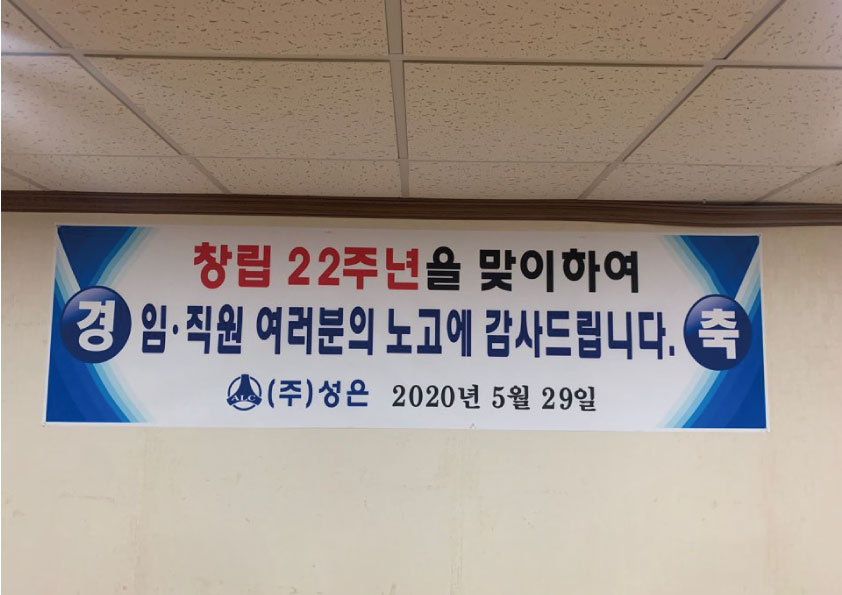 창립 22주년을 맞이하여
경 임·직원 여러분의 노고에 감사드립니다. 축
ALC (주)성은 2020년 5월 29일